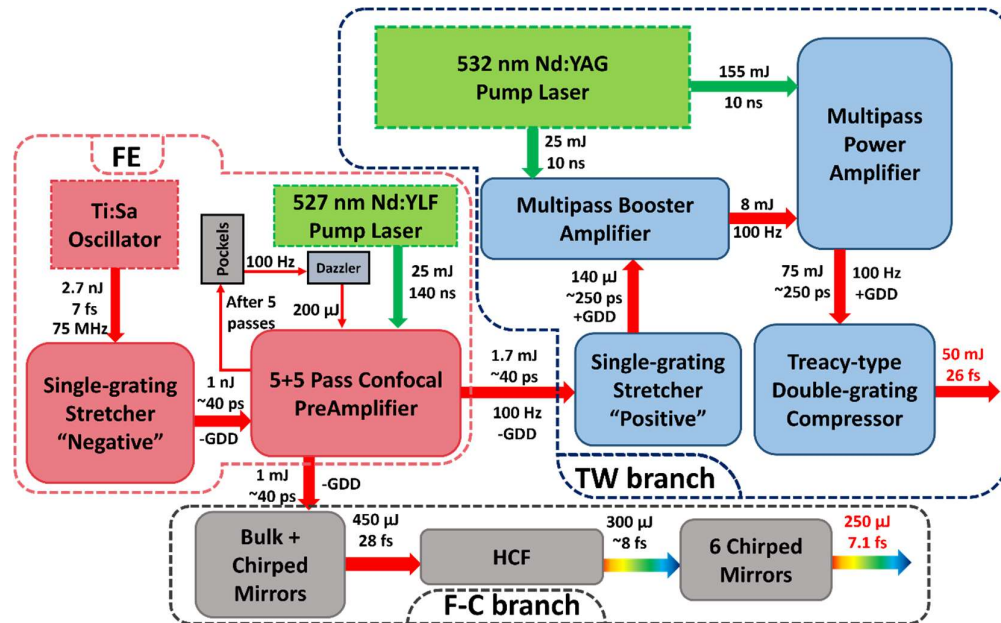 FE
Ti:Sa
Oscillator
2.7 nJ
7 fs
75 MHz
Single-grating
Stretcher
“Negative”
1 nJ
~40 ps
-GDD
Pockels
100 Hz
Dazzler
After 5
passes
200 µJ
527 nm Nd:YLF
Pump Laser
25 mJ
140 ns
5+5 Pass Confocal
PreAmplifier
1.7 mJ
~40 ps
100 Hz
-GDD
532 nm Nd:YAG
Pump Laser
155 mJ
10 ns
25 mJ
10 ns
Multipass Booster
Amplifier
8 mJ
100 Hz
Multipass
Power
Amplifier
140 µJ
~250 ps
+GDD
Single-grating
Stretcher
“Positive”
75 mJ
~250 ps
100 Hz
+GDD
Treacy-type
Double-grating
Compressor
50 mJ
26 fs
TW branch
1 mJ
~40 ps
-GDD
Bulk +
Chirped
Mirrors
450 µJ
28 fs
HCF
300 µJ
~8 fs
6 Chirped
Mirrors
250 µJ
7.1 fs
F-C branch